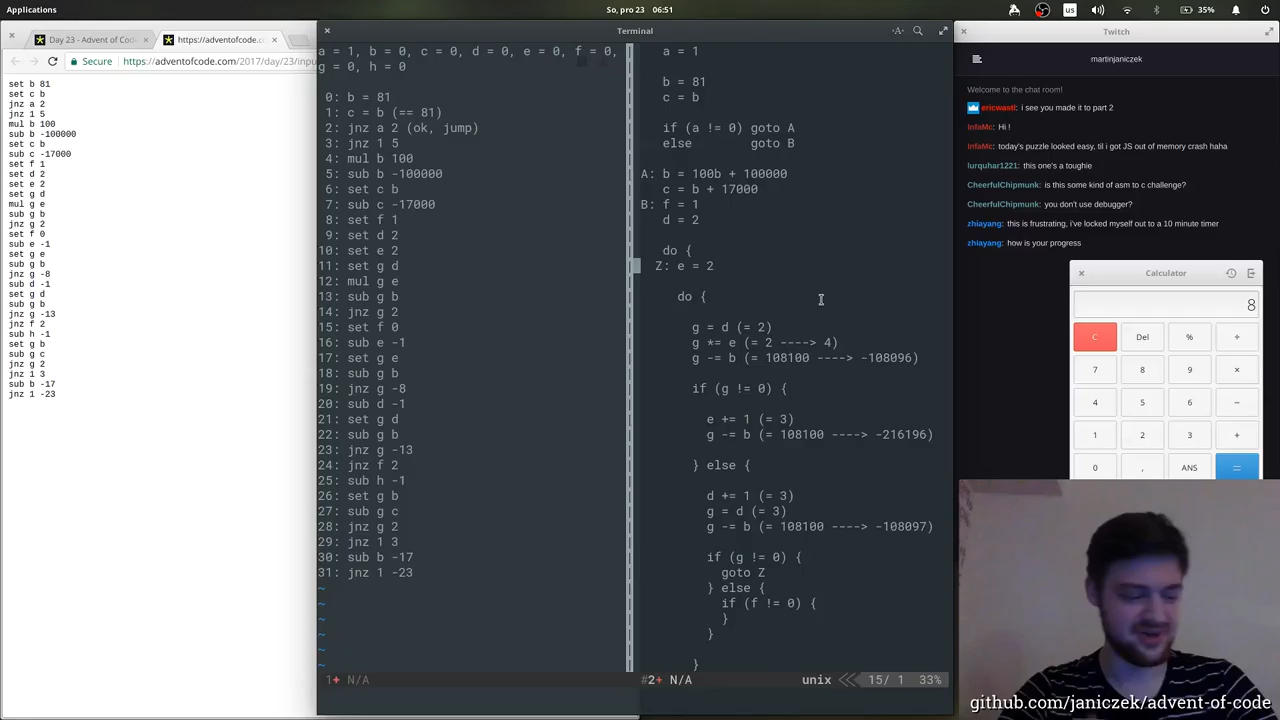 Applications
So, pro 23 06:51
us
35%
Day 23 - Advent of Cod
https://adventofcode.co
Secure
https://adventofcode.com/2017/day/23/inpu
set b 81
set c b
jnz a 2
jnz 1 5
mul b 100
sub b -100000
set c b
sub c -17000
set f 1
set d 2
set e 2
set g d
mul g e
sub g b
jnz g 2
set f 0
sub e -1
set g e
sub g b
jnz g -8
sub d -1
set g d
sub g b
jnz g -13
jnz f 2
sub h -1
set g b
sub g c
jnz g 2
jnz 1 3
sub b -17
jnz 1 -23
Terminal
a = 1, b = 0, c = 0, d = 0, e = 0, f = 0,
g = 0, h = 0
0: b = 81
1: c = b (== 81)
2: jnz a 2 (ok, jump)
3: jnz 1 5
4: mul b 100
5: sub b -100000
6: set c b
7: sub c -17000
8: set f 1
9: set d 2
10: set e 2
11: set g d
12: mul g e
13: sub g b
14: jnz g 2
15: set f 0
16: sub e -1
17: set g e
18: sub g b
19: jnz g -8
20: sub d -1
21: set g d
22: sub g b
23: jnz g -13
24: jnz f 2
25: sub h -1
26: set g b
27: sub g c
28: jnz g 2
29: jnz 1 3
30: sub b -17
31: jnz 1 -23
~
~
~
~
~
~
1+ N/A
a = 1
b = 81
c = b
if (a != 0) goto A
else goto B
A: b = 100b + 100000
c = b + 17000
B: f = 1
d = 2
do {
Z: e = 2
do {
g = d (= 2)
g *= e (= 2 ----> 4)
g -= b (= 108100 ----> -108096)
if (g != 0) {
e += 1 (= 3)
g -= b (= 108100 ----> -216196)
} else {
d += 1 (= 3)
g = d (= 3)
g -= b (= 108100 ----> -108097)
if (g != 0) {
goto Z
} else {
if (f != 0) {
}
}
}
#2+ N/A
unix
15/ 1 33%
Twitch
martinjaniczek
Welcome to the chat room!
ericwastl: i see you made it to part 2
InfaMc: Hi !
InfaMc: today's puzzle looked easy, til i got JS out of memory crash haha
lurquhar1221: this one's a toughie
CheerfulChipmunk: is this some kind of asm to c challenge?
CheerfulChipmunk: you don't use debugger?
zhiayang: this is frustrating, i've locked myself out to a 10 minute timer
zhiayang: how is your progress
Calculator
8
C Del % ÷
7 8 9 ×
4 5 6 −
1 2 3 +
0 , ANS =
github.com/janiczek/advent-of-code